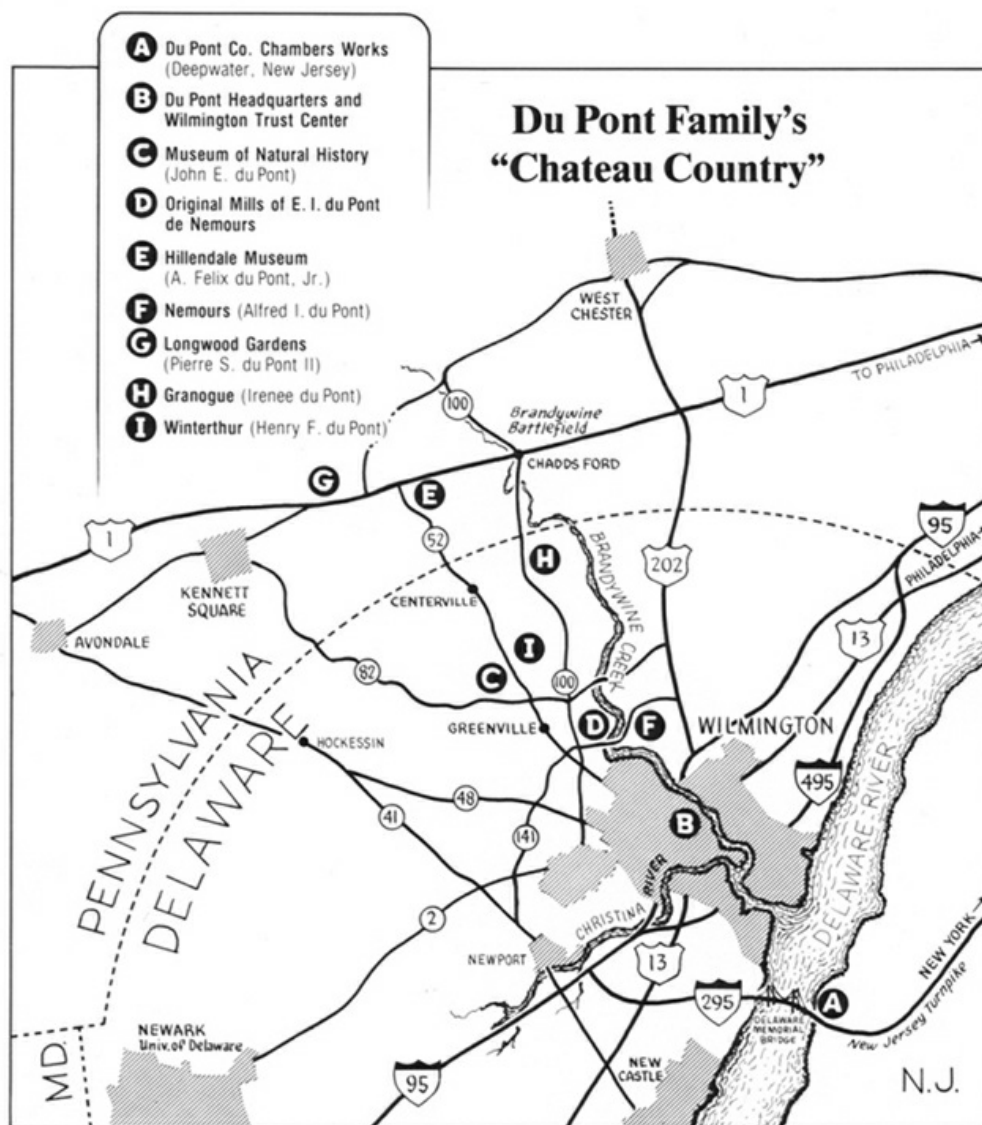 A Du Pont Co. Chambers Works
(Deepwater, New Jersey)
B Du Pont Headquarters and
Wilmington Trust Center
C Museum of Natural History
(John E. du Pont)
D Original Mills of E. I. du Pont
de Nemours
E Hillendale Museum
(A. Felix du Pont, Jr.)
F Nemours (Alfred I. du Pont)
G Longwood Gardens
(Pierre S. du Pont II)
H Granogue (Irenee du Pont)
I Winterthur (Henry F. du Pont)
Du Pont Family's
“Chateau Country”
WEST
CHESTER
TO PHILADELPHIA
1
100
Brandywine
Battlefield
CHADDS FORD
G
E
1
52
95
PHILADELPHIA
H
BRANDYWINE CREEK
202
KENNETT
SQUARE
CENTERVILLE
13
AVONDALE
I
82
C
100
PENNSYLVANIA
DELAWARE
HOCKESSIN
GREENVILLE
D
F
WILMINGTON
495
48
41
141
B
DELAWARE RIVER
2
CHRISTINA RIVER
NEWPORT
13
295
A
NEW YORK
New Jersey Turnpike
DELAWARE
MEMORIAL
BRIDGE
NEWARK
Univ. of Delaware
MD.
95
NEW
CASTLE
N.J.